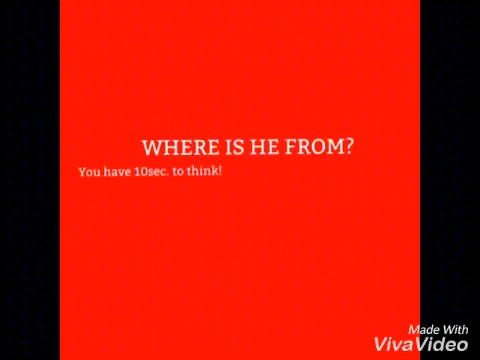 WHERE IS HE FROM?
You have 10sec. to think!
Made With
VivaVideo